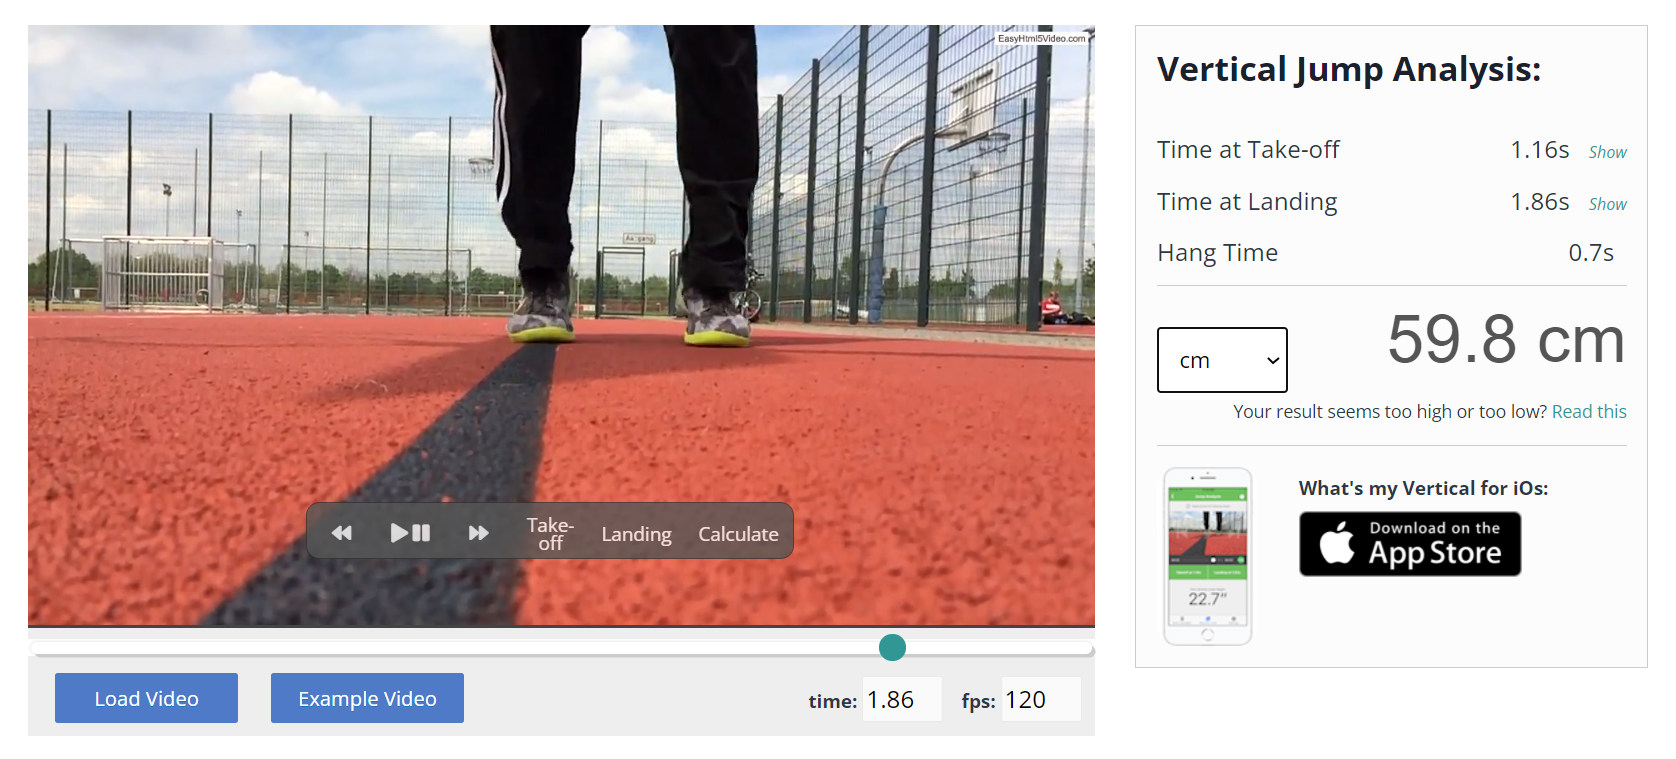 EasyHtml5Video.com
Take-
off
Landing
Calculate
Load Video
Example Video
time: 1.86
fps: 120
Vertical Jump Analysis:
Time at Take-off 1.16s Show
Time at Landing 1.86s Show
Hang Time 0.7s
cm
59.8 cm
Your result seems too high or too low? Read this
What's my Vertical for iOs:
Download on the
App Store
22.7"